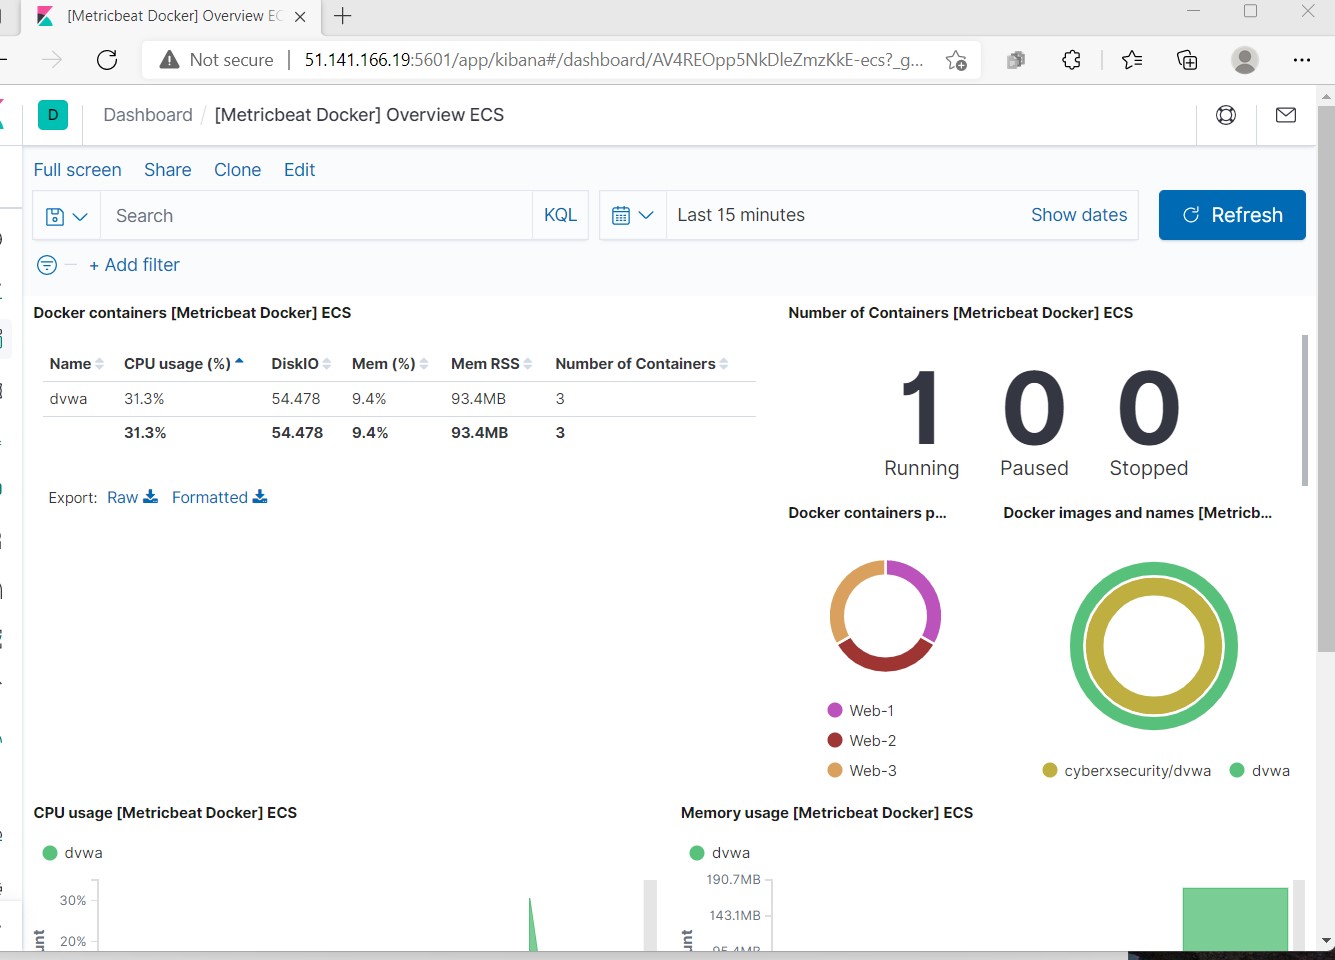 [Metricbeat Docker] Overview EC
Not secure | 51.141.166.19:5601/app/kibana#/dashboard/AV4REOpp5NkDleZmzKkE-ecs?_g...
D Dashboard / [Metricbeat Docker] Overview ECS
Full screen Share Clone Edit
Search KQL Last 15 minutes Show dates Refresh
+ Add filter
Docker containers [Metricbeat Docker] ECS
Name CPU usage (%) DiskIO Mem (%) Mem RSS Number of Containers
dvwa 31.3% 54.478 9.4% 93.4MB 3
31.3% 54.478 9.4% 93.4MB 3
Export: Raw Formatted
Number of Containers [Metricbeat Docker] ECS
1 0 0
Running Paused Stopped
Docker containers p...
Web-1
Web-2
Web-3
Docker images and names [Metricb...
cyberxsecurity/dvwa dvwa
CPU usage [Metricbeat Docker] ECS
dvwa
30%
20%
Memory usage [Metricbeat Docker] ECS
dvwa
190.7MB
143.1MB
95.4MB